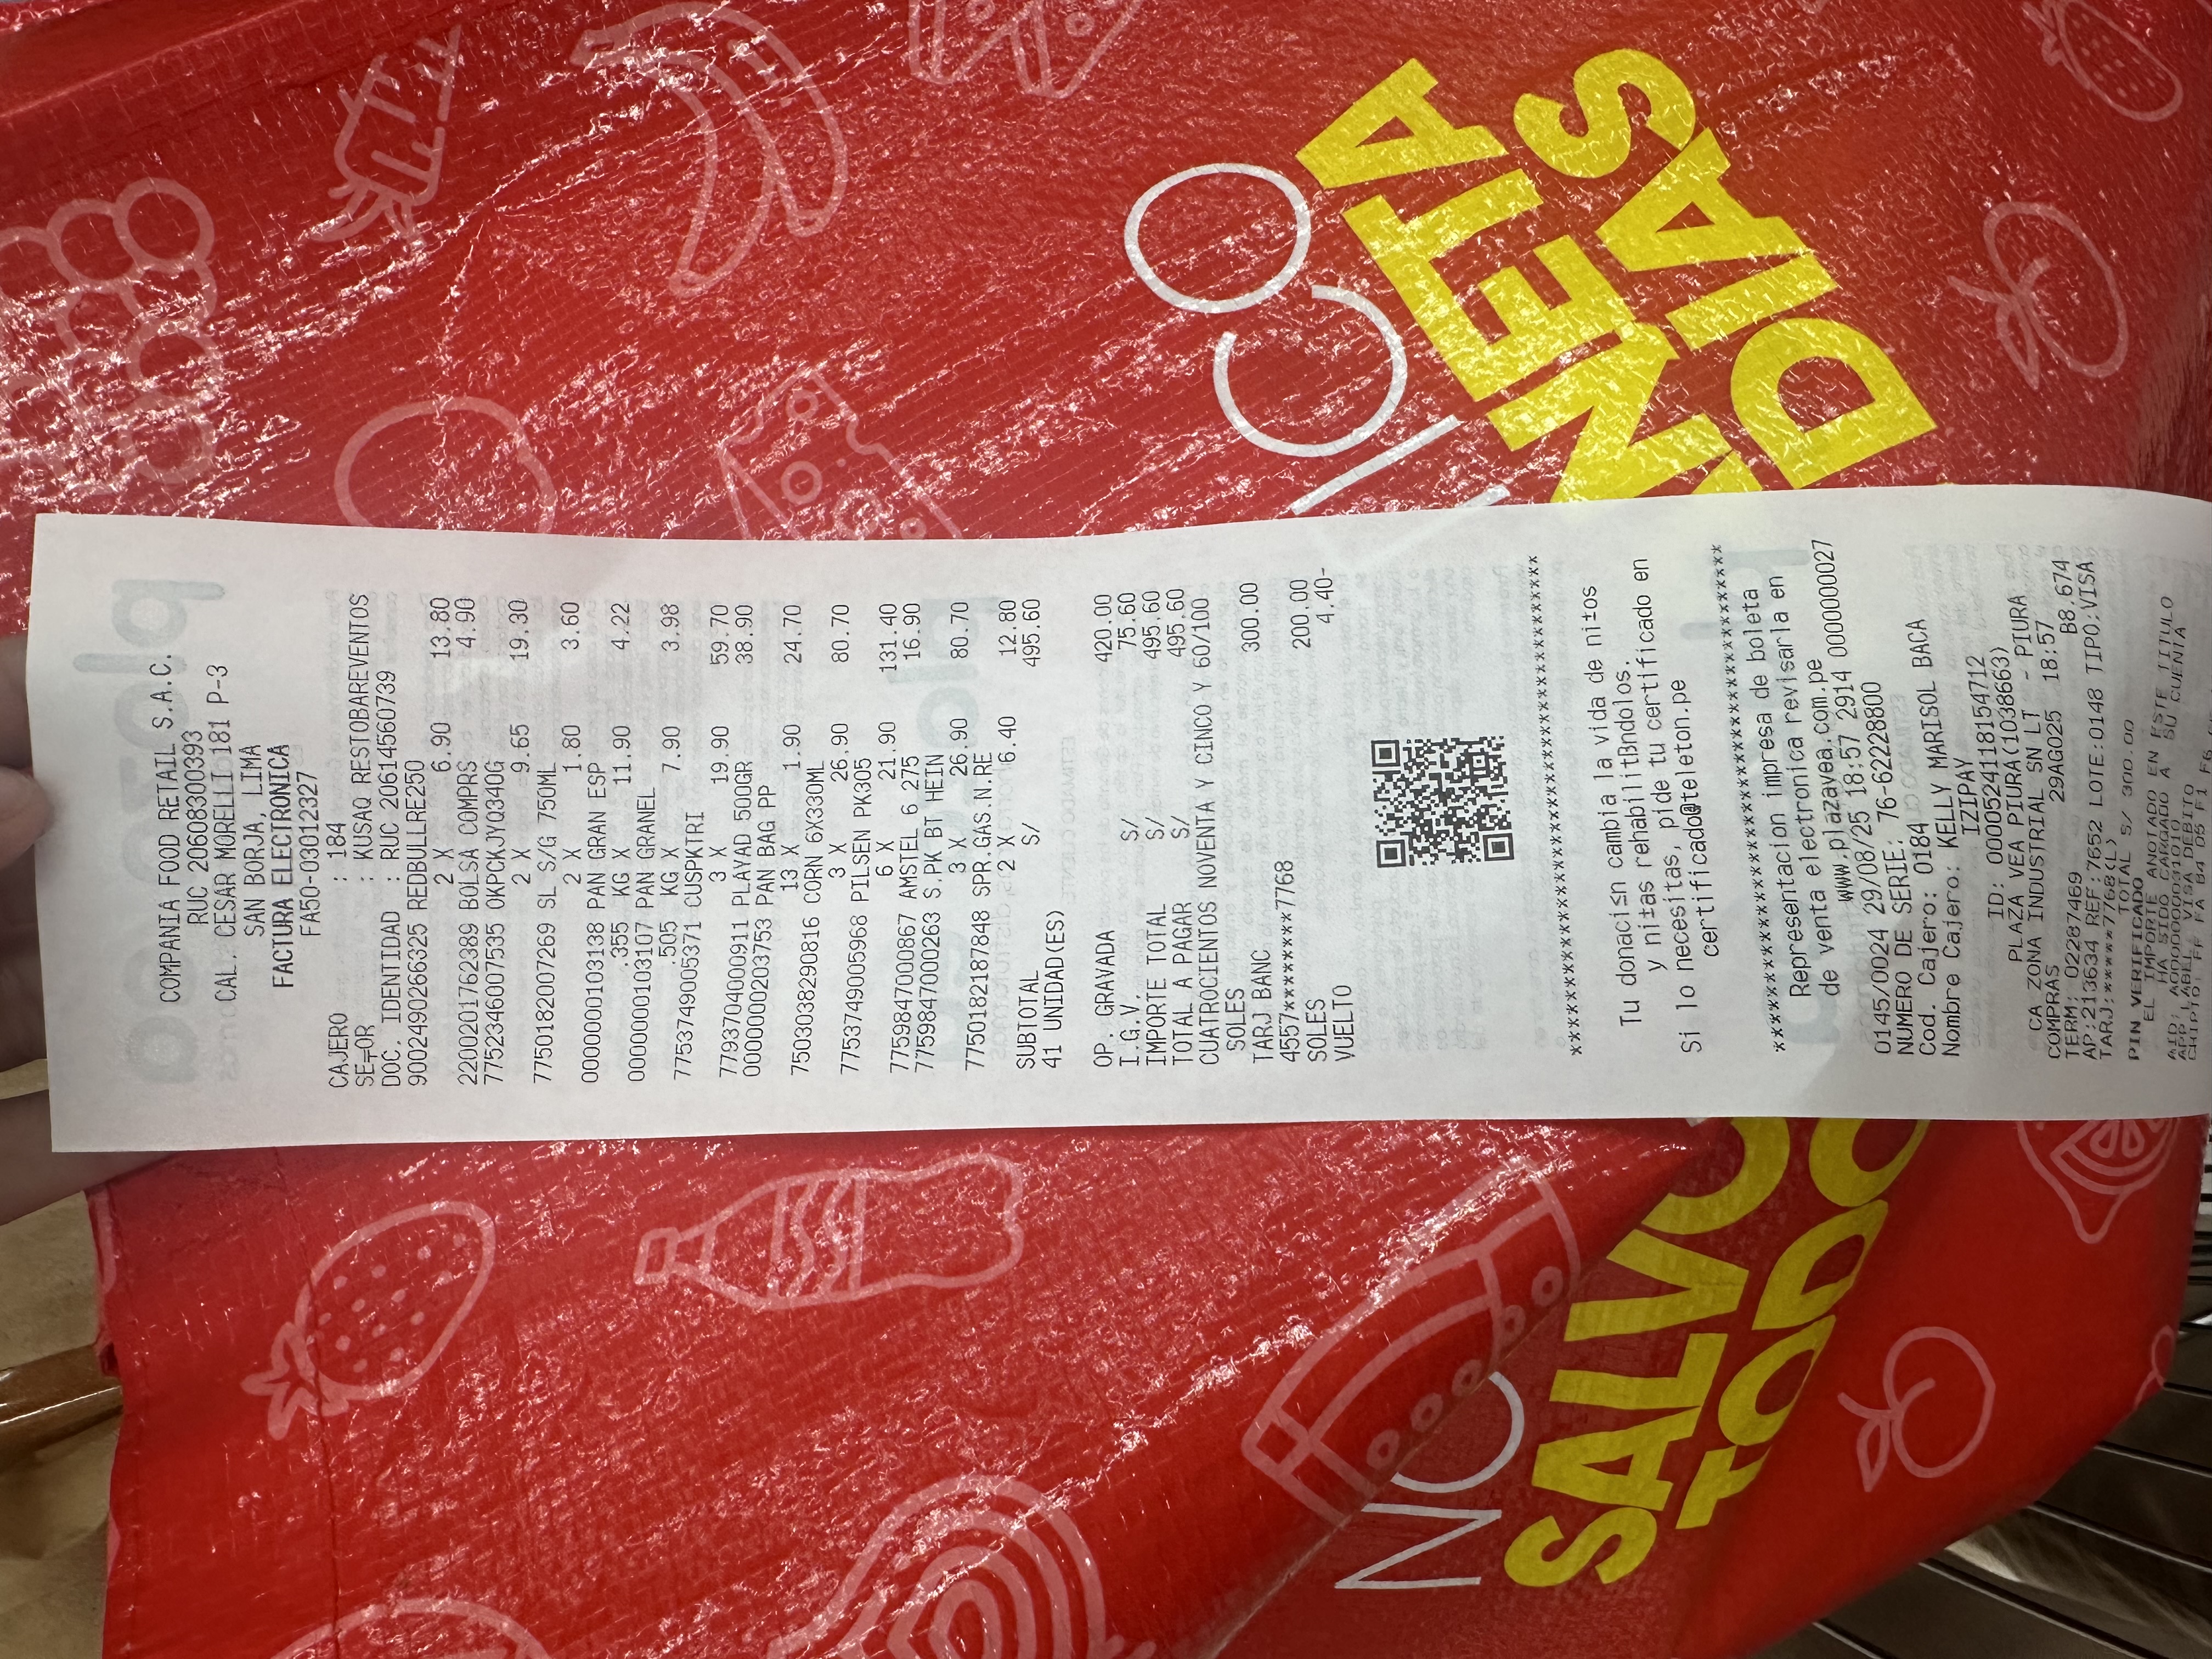 COMPANIA FOOD RETAIL S.A.C.
RUC 20608300393
CAL. CESAR MORELLI 181 P-3
SAN BORJA, LIMA
FACTURA ELECTRONICA
FA50-03012327
CAJERO : 184
SE╤OR : KUSAQ RESTOBAREVENTOS
DOC. IDENTIDAD : RUC 20614560739
9002490266325 REDBULLRE250
2 X 6.90 13.80
2200201762389 BOLSA COMPRS 4.90
7752346007535 OKPCKJYQ340G
2 X 9.65 19.30
7750182007269 SL S/G 750ML
2 X 1.80 3.60
0000000103138 PAN GRAN ESP
.355 KG X 11.90 4.22
0000000103107 PAN GRANEL
.505 KG X 7.90 3.98
7753749005371 CUSPKTRI
3 X 19.90 59.70
7793704000911 PLAYAD 500GR 38.90
0000000203753 PAN BAG PP
13 X 1.90 24.70
7503038290816 CORN 6X330ML
3 X 26.90 80.70
7753749005968 PILSEN PK305
6 X 21.90 131.40
7759847000867 AMSTEL 6 275 16.90
7759847000263 S.PK BT HEIN
3 X 26.90 80.70
7750182187848 SPR.GAS.N.RE
2 X 6.40 12.80
SUBTOTAL S/ 495.60
41 UNIDAD(ES)
OP. GRAVADA 420.00
I.G.V. S/ 75.60
IMPORTE TOTAL S/ 495.60
TOTAL A PAGAR S/ 495.60
CUATROCIENTOS NOVENTA Y CINCO Y 60/100
SOLES
TARJ BANC 300.00
4557********7768
SOLES 200.00
VUELTO 4.40-
*************************************
Tu donaci≤n cambia la vida de ni±os
y ni±as rehabilitßndolos.
Si lo necesitas, pide tu certificado en
certificado@teleton.pe
*************************************
Representacion impresa de boleta
de venta electronica revisarla en
www.plazavea.com.pe
0145/0024 29/08/25 18:57 2914 0000000027
NUMERO DE SERIE: 76-62228800
Cod. Cajero: 0184
Nombre Cajero: KELLY MARISOL BACA
IZIPAY
ID: 0000524118154712
PLAZA VEA PIURA(1038663)
CA ZONA INDUSTRIAL SN LT - PIURA
COMPRAS 29AGO25 18:57
TERM: 02287469 B8.674
AP:213634 REF:7652 LOTE:0148 TIPO:VISA
TARJ:*****7768(L)
TOTAL S/ 300.00
PIN VERIFICADO
EL IMPORTE ANOTADO EN ESTE TITULO
HA SIDO CARGADO A SU CUENTA
AID: A0000000031010
APP LABEL: VISA DEBITO
CRIPTO: FF FA B4 D5 F1 F6
NO
SALVO
TODO
ICO
ANETA
DIAS